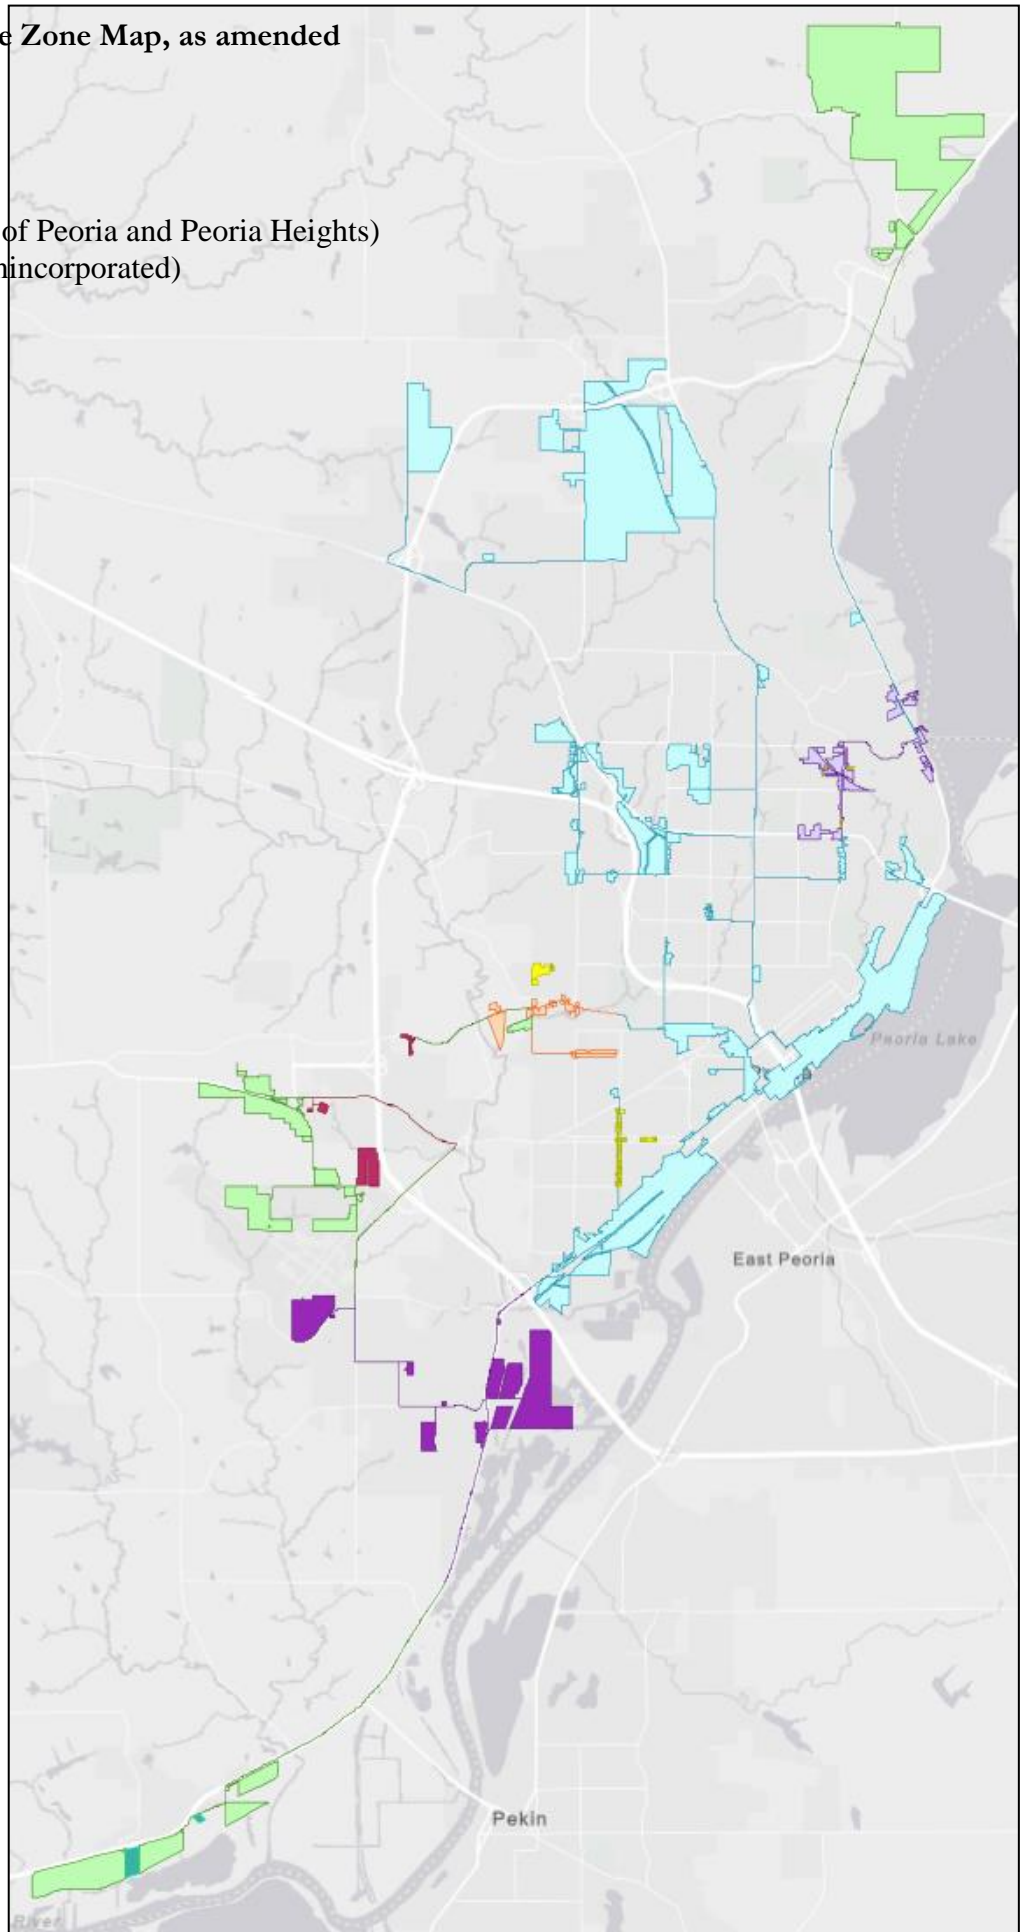 e Zone Map, as amended
of Peoria and Peoria Heights)
nincorporated)
Peoria Lake
East Peoria
Pekin
River